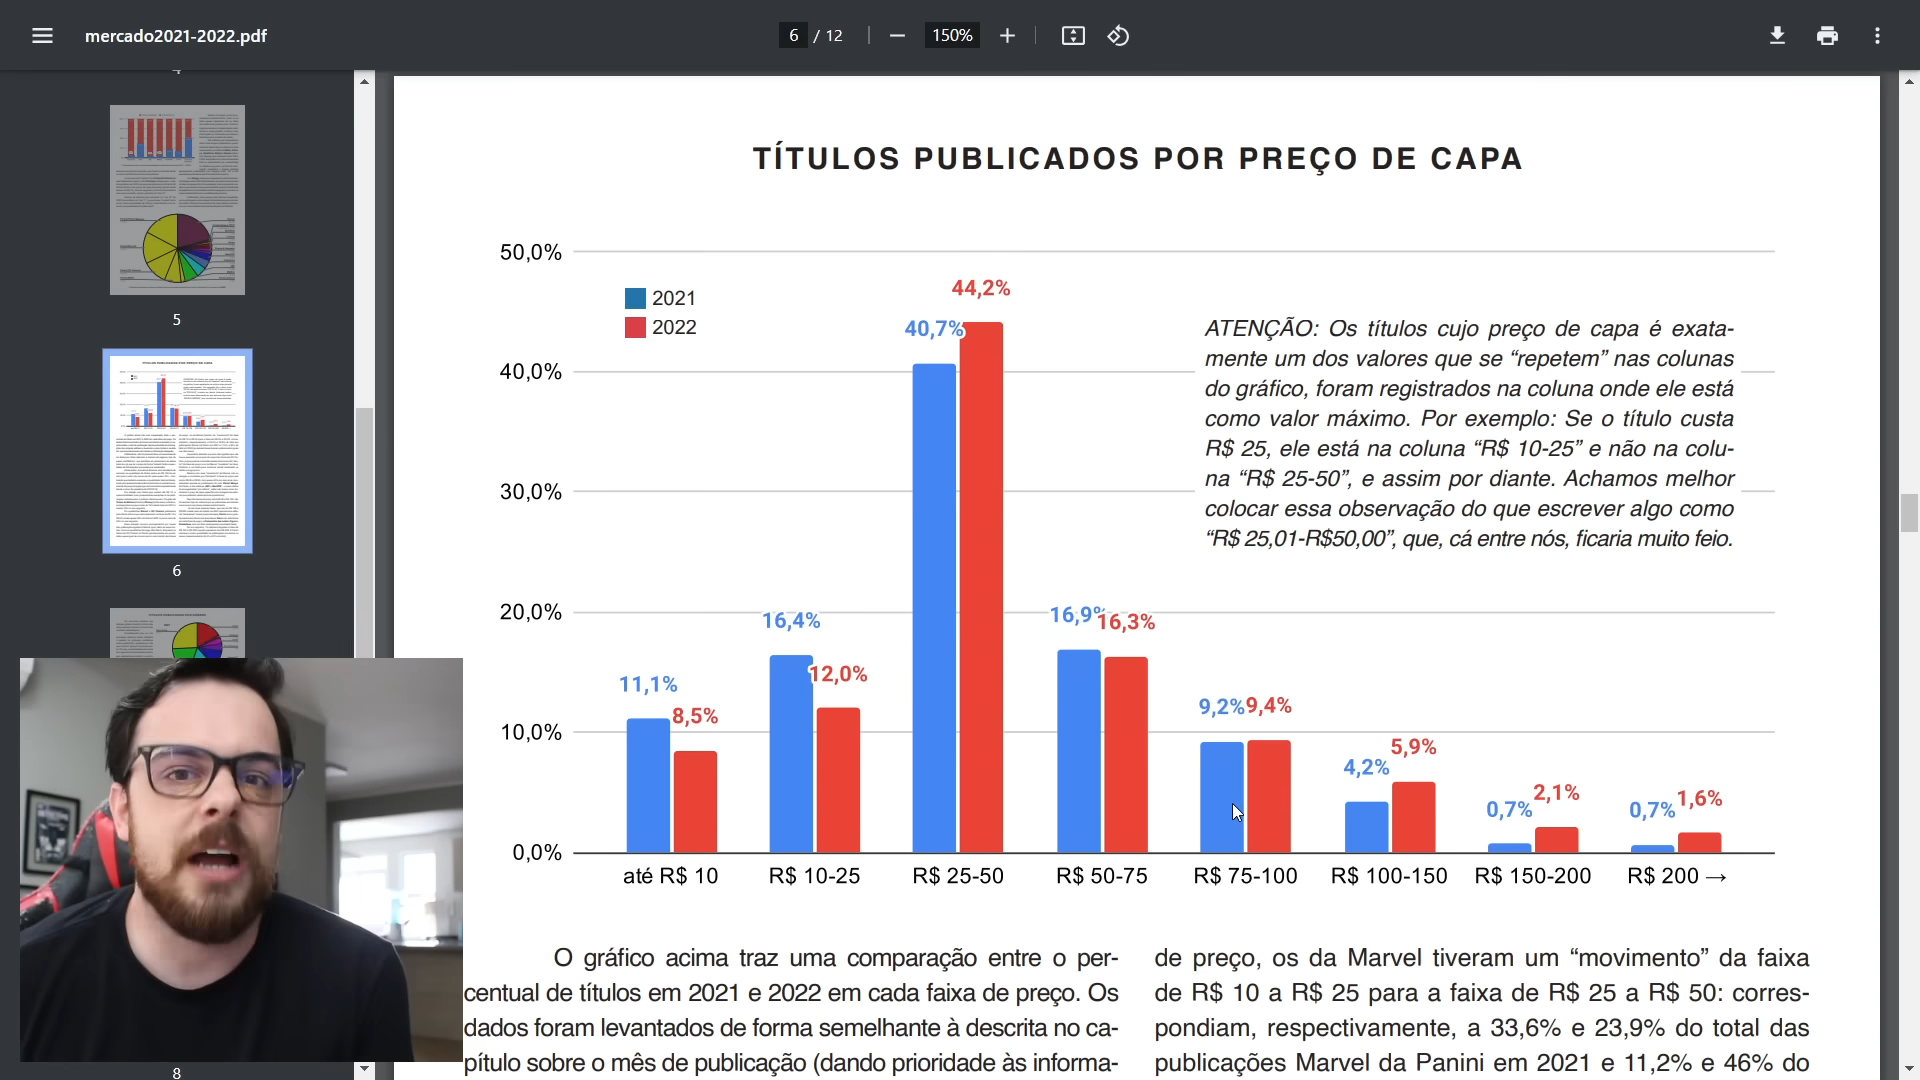 mercado2021-2022.pdf
6 / 12
150%
4
5
6
8
TÍTULOS PUBLICADOS POR PREÇO DE CAPA
50,0%
40,0%
30,0%
20,0%
10,0%
0,0%
2021
2022
11,1%
8,5%
16,4%
12,0%
40,7%
44,2%
16,9%
16,3%
9,2%
9,4%
4,2%
5,9%
0,7%
2,1%
0,7%
1,6%
até R$ 10
R$ 10-25
R$ 25-50
R$ 50-75
R$ 75-100
R$ 100-150
R$ 150-200
R$ 200 →
ATENÇÃO: Os títulos cujo preço de capa é exata-
mente um dos valores que se “repetem” nas colunas
do gráfico, foram registrados na coluna onde ele está
como valor máximo. Por exemplo: Se o título custa
R$ 25, ele está na coluna “R$ 10-25” e não na colu-
na “R$ 25-50”, e assim por diante. Achamos melhor
colocar essa observação do que escrever algo como
“R$ 25,01-R$50,00”, que, cá entre nós, ficaria muito feio.
O gráfico acima traz uma comparação entre o per-
centual de títulos em 2021 e 2022 em cada faixa de preço. Os
dados foram levantados de forma semelhante à descrita no ca-
pítulo sobre o mês de publicação (dando prioridade às informa-
de preço, os da Marvel tiveram um “movimento” da faixa
de R$ 10 a R$ 25 para a faixa de R$ 25 a R$ 50: corres-
pondiam, respectivamente, a 33,6% e 23,9% do total das
publicações Marvel da Panini em 2021 e 11,2% e 46% do